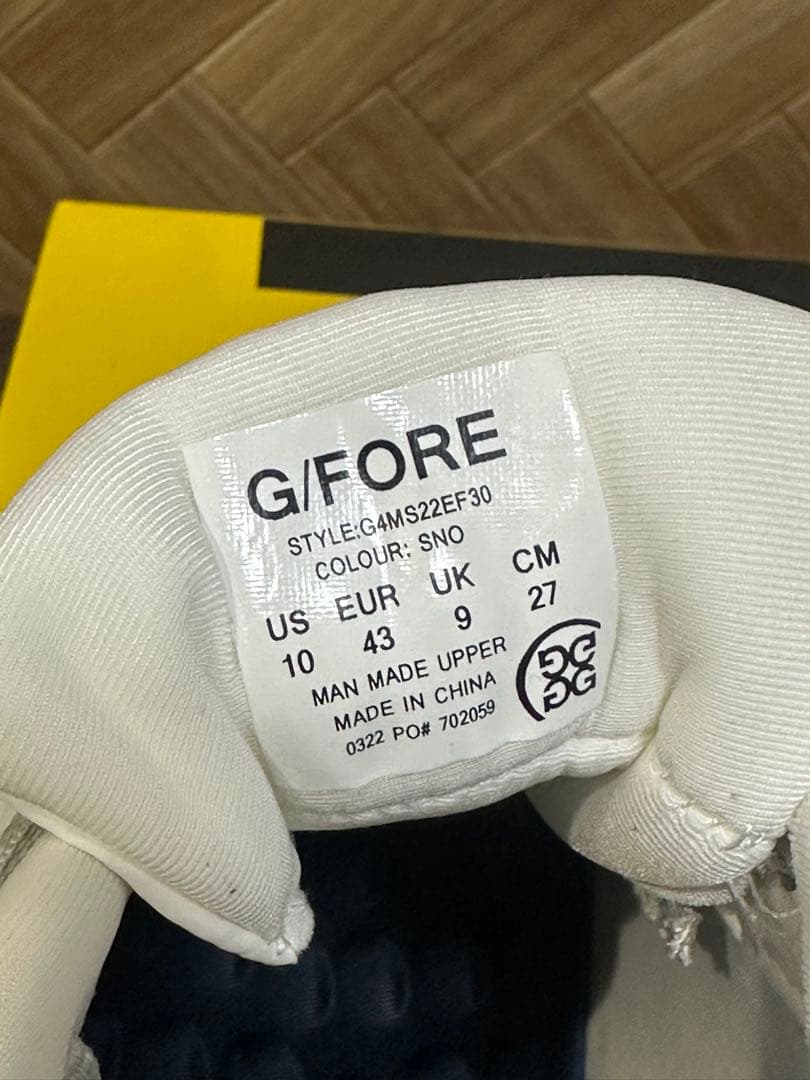 G/FORE
STYLE:G4MS22EF30
COLOUR: SNO
US EUR UK CM
10 43 9 27
MAN MADE UPPER
MADE IN CHINA
0322 PO# 702059